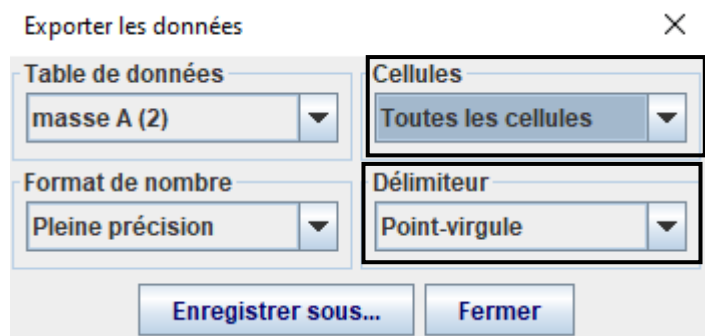 Exporter les données
Table de données
masse A (2)
Cellules
Toutes les cellules
Format de nombre
Pleine précision
Délimiteur
Point-virgule
Enregistrer sous...
Fermer